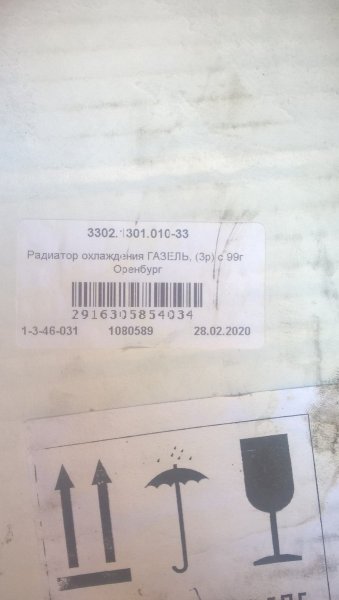 3302.1301.010-33
Радиатор охлаждения ГАЗЕЛЬ, (3р) с 99г
Оренбург
2916305854034
1-3-46-031 1080589 28.02.2020